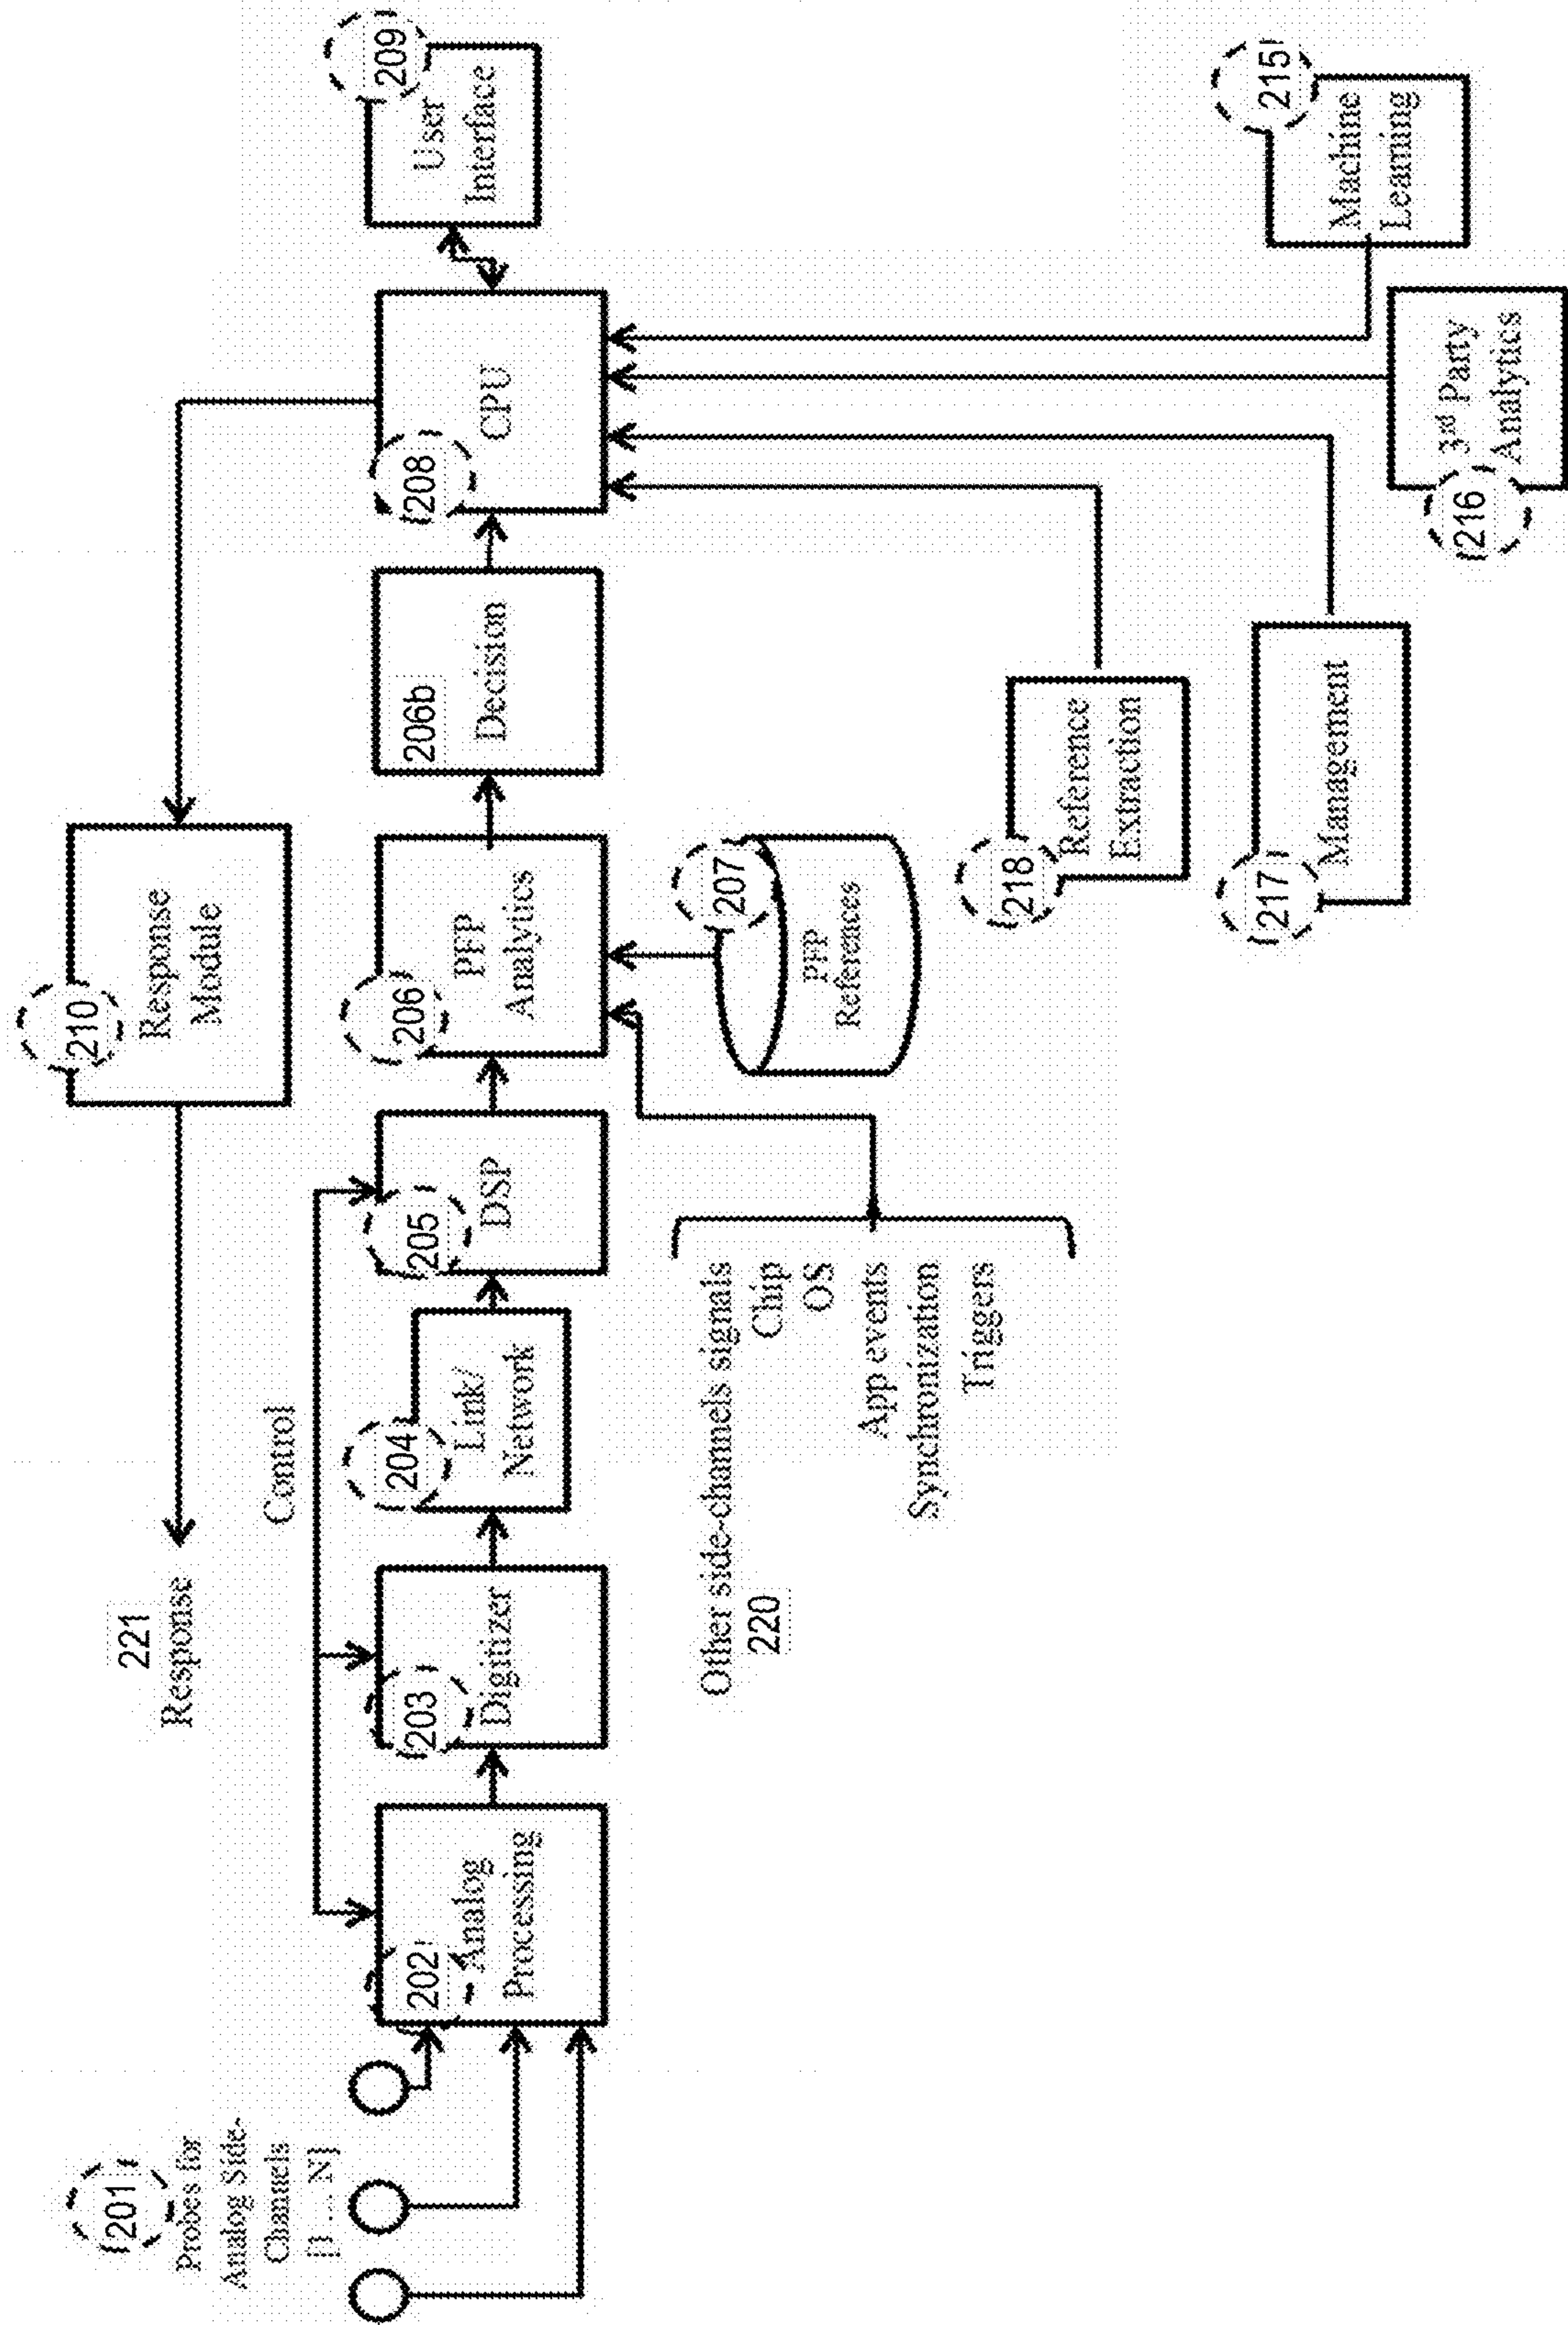 201
Probes for
Analog Side-
Channels
[1 ... N]
221
Response
210
Response
Module
Control
202
Analog
Processing
203
Digitizer
204
Link/
Network
205
DSP
206
PFP
Analytics
206b
Decision
208
CPU
209
User
Interface
Other side-channels signals
220
Chip
OS
App events
Synchronization
Triggers
207
PFP
References
218
Reference
Extraction
217
Management
216
3rd Party
Analytics
215
Machine
Learning